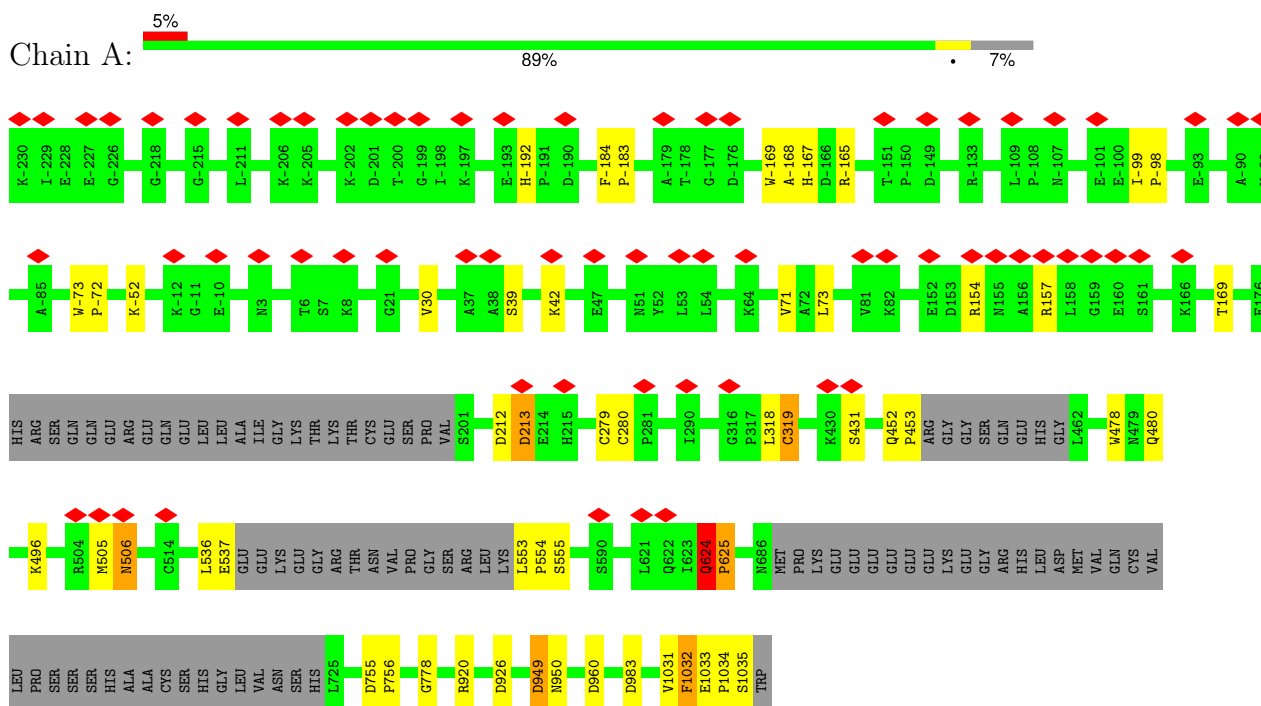 5%
Chain A:
89% • 7%
K-230 I-229 E-228 E-227 G-226 G-218 G-215 L-211 K-206 K-205 K-202 D-201 T-200 G-199 I-198 K-197 E-193 H-192 P-191 D-190 F-184 P-183 A-179 T-178 G-177 D-176 W-169 A-168 H-167 D-166 R-165 T-151 P-150 D-149 R-133 L-109 P-108 N-107 E-101 E-100 I-99 P-98 E-93 A-90
A-85 W-73 P-72 K-52 K-12 G-11 E-10 N3 T6 S7 K8 G21 V30 A37 A38 S39 K42 E47 N51 Y52 L53 L54 K64 V71 A72 L73 V81 K82 E152 D153 R154 N155 A156 R157 L158 G159 E160 S161 K166 T169 E176
HIS ARG SER GLN GLN GLU ARG GLU GLN GLU LEU LEU ALA ILE GLY LYS THR LYS THR CYS GLU SER PRO VAL S201 D212 D213 E214 H215 C279 C280 P281 I290 G316 P317 L318 C319 K430 S431 Q452 P453 ARG GLY GLY SER GLN GLU HIS GLY L462 W478 N479 Q480
K496 R504 M505 N506 C514 L536 E537 GLU GLU LYS GLU GLY ARG THR ASN VAL PRO GLY SER ARG LEU LYS L553 P554 S555 S590 L621 Q622 I623 Q624 P625 N686 MET PRO LYS GLU GLU GLU GLU GLU GLU LYS GLU GLY ARG HIS LEU ASP MET VAL GLN CYS VAL
LEU PRO SER SER SER HIS ALA ALA CYS SER HIS GLY LEU VAL ASN SER HIS L725 D755 P756 G778 R920 D926 D949 N950 D960 D983 V1031 F1032 E1033 P1034 S1035 TRP